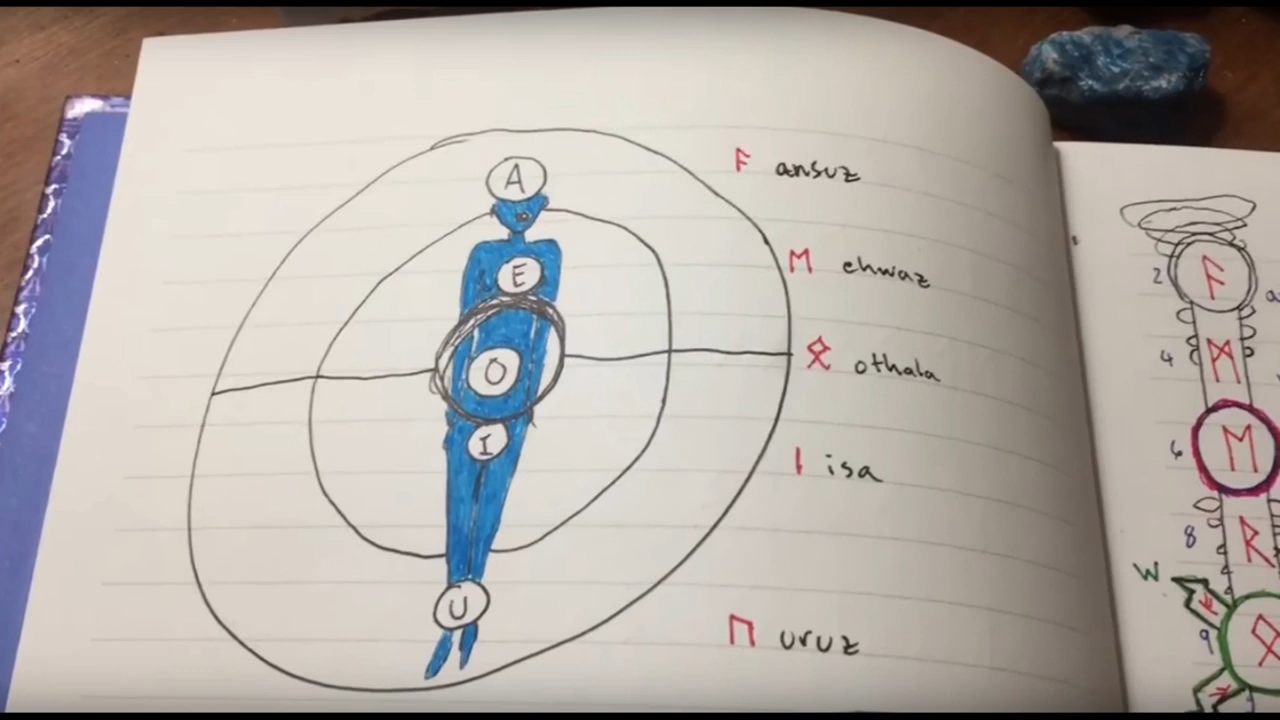 A
E
O
I
U
ᚨ ansuz
ᛖ ehwaz
ᛟ othala
ᛁ isa
ᚢ uruz
2 ᚨ
4 ᛗ
6 ᛖ
8 ᚱ
W
9 ᛟ